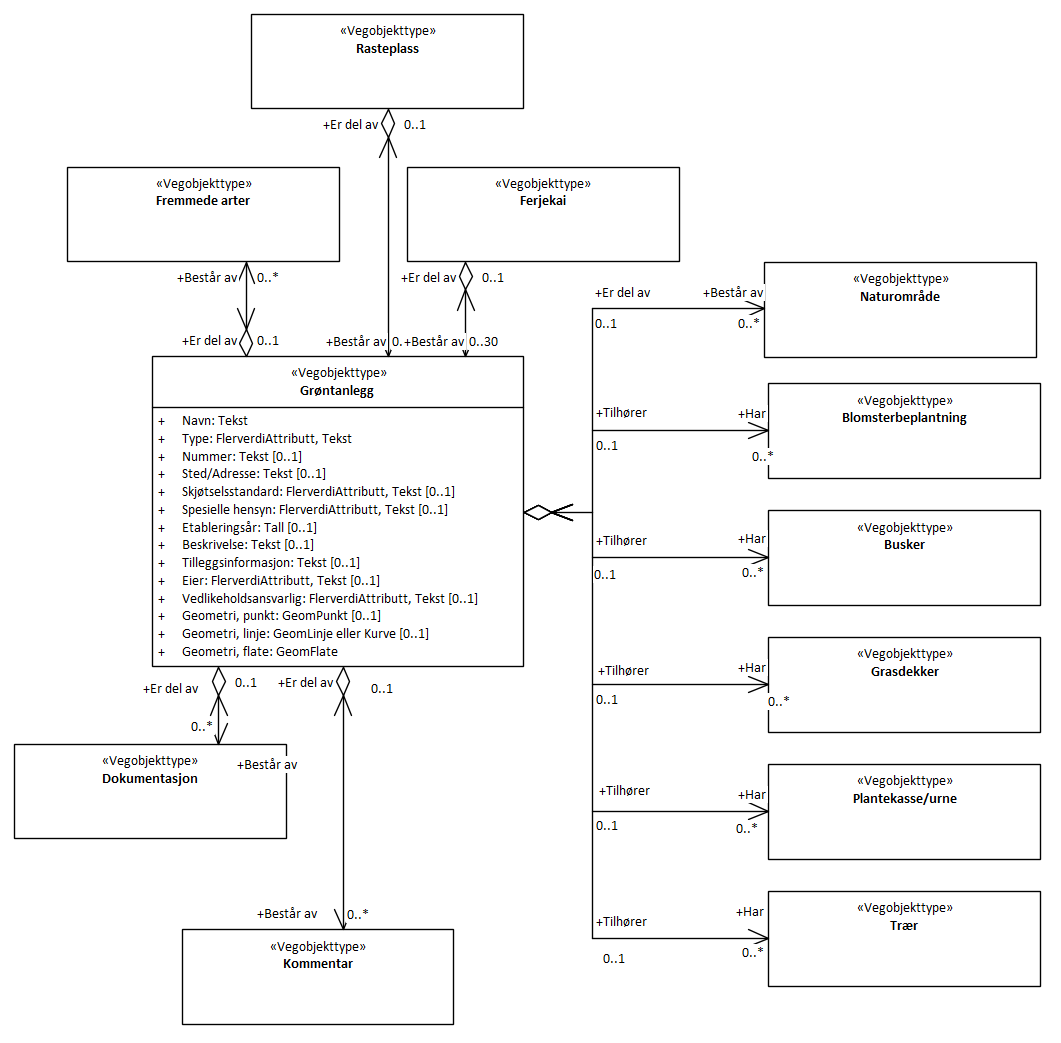 «Vegobjekttype»
Rasteplass
+Er del av 0..1
«Vegobjekttype»
Fremmede arter
«Vegobjekttype»
Ferjekai
+Består av 0..*
+Er del av 0..1
+Er del av 0..1
+Består av 0..
+Består av 0..30
«Vegobjekttype»
Grøntanlegg
+ Navn: Tekst
+ Type: FlerverdiAttributt, Tekst
+ Nummer: Tekst [0..1]
+ Sted/Adresse: Tekst [0..1]
+ Skjøtselsstandard: FlerverdiAttributt, Tekst [0..1]
+ Spesielle hensyn: FlerverdiAttributt, Tekst [0..1]
+ Etableringsår: Tall [0..1]
+ Beskrivelse: Tekst [0..1]
+ Tilleggsinformasjon: Tekst [0..1]
+ Eier: FlerverdiAttributt, Tekst [0..1]
+ Vedlikeholdsansvarlig: FlerverdiAttributt, Tekst [0..1]
+ Geometri, punkt: GeomPunkt [0..1]
+ Geometri, linje: GeomLinje eller Kurve [0..1]
+ Geometri, flate: GeomFlate
+Er del av +Består av
0..1 0..*
«Vegobjekttype»
Naturområde
+Tilhører +Har
0..1 0..*
«Vegobjekttype»
Blomsterbeplantning
+Tilhører +Har
0..1 0..*
«Vegobjekttype»
Busker
+Tilhører +Har
0..1 0..*
«Vegobjekttype»
Grasdekker
+Tilhører +Har
0..1 0..*
«Vegobjekttype»
Plantekasse/urne
+Tilhører +Har
0..1 0..*
«Vegobjekttype»
Trær
+Er del av 0..1
0..*
+Består av
«Vegobjekttype»
Dokumentasjon
+Er del av 0..1
+Består av 0..*
«Vegobjekttype»
Kommentar